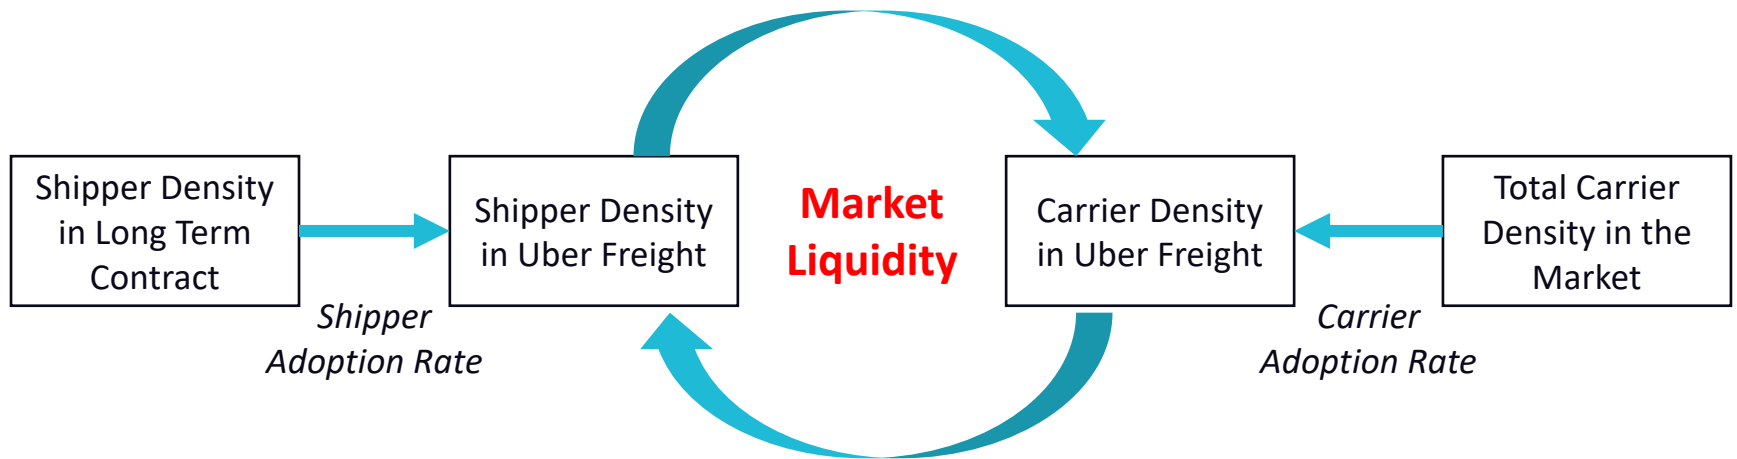 Shipper Density
in Long Term
Contract
Shipper
Adoption Rate
Shipper Density
in Uber Freight
Market
Liquidity
Carrier Density
in Uber Freight
Carrier
Adoption Rate
Total Carrier
Density in the
Market